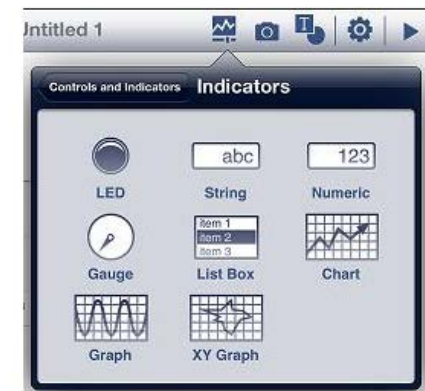 Untitled 1
T
Controls and Indicators Indicators
abc 123
LED String Numeric
item 1
item 2
item 3
Gauge List Box Chart
Graph XY Graph